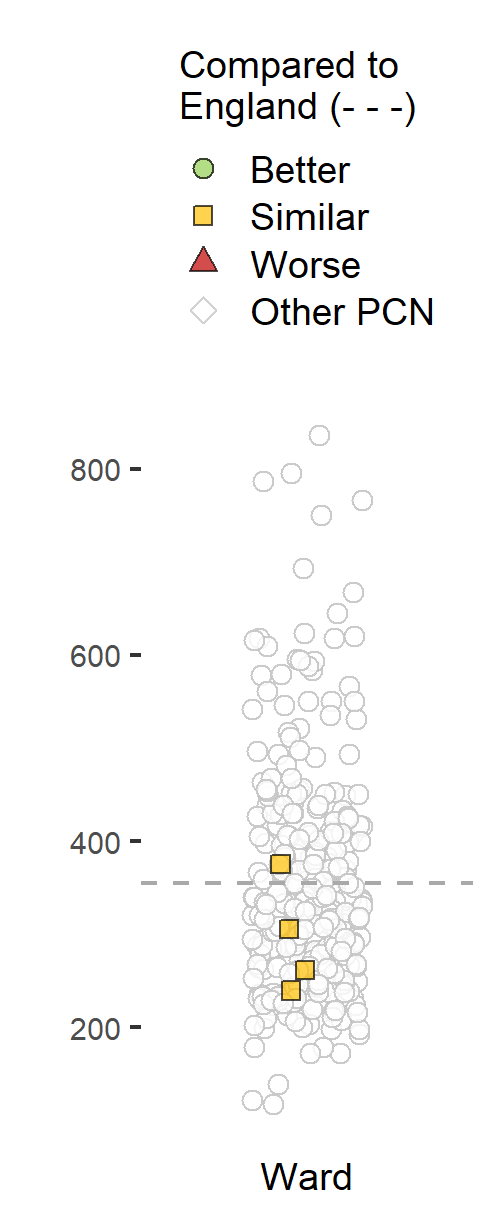 Compared to
England (- - -)
Better
Similar
Worse
Other PCN
800
600
400
200
Ward